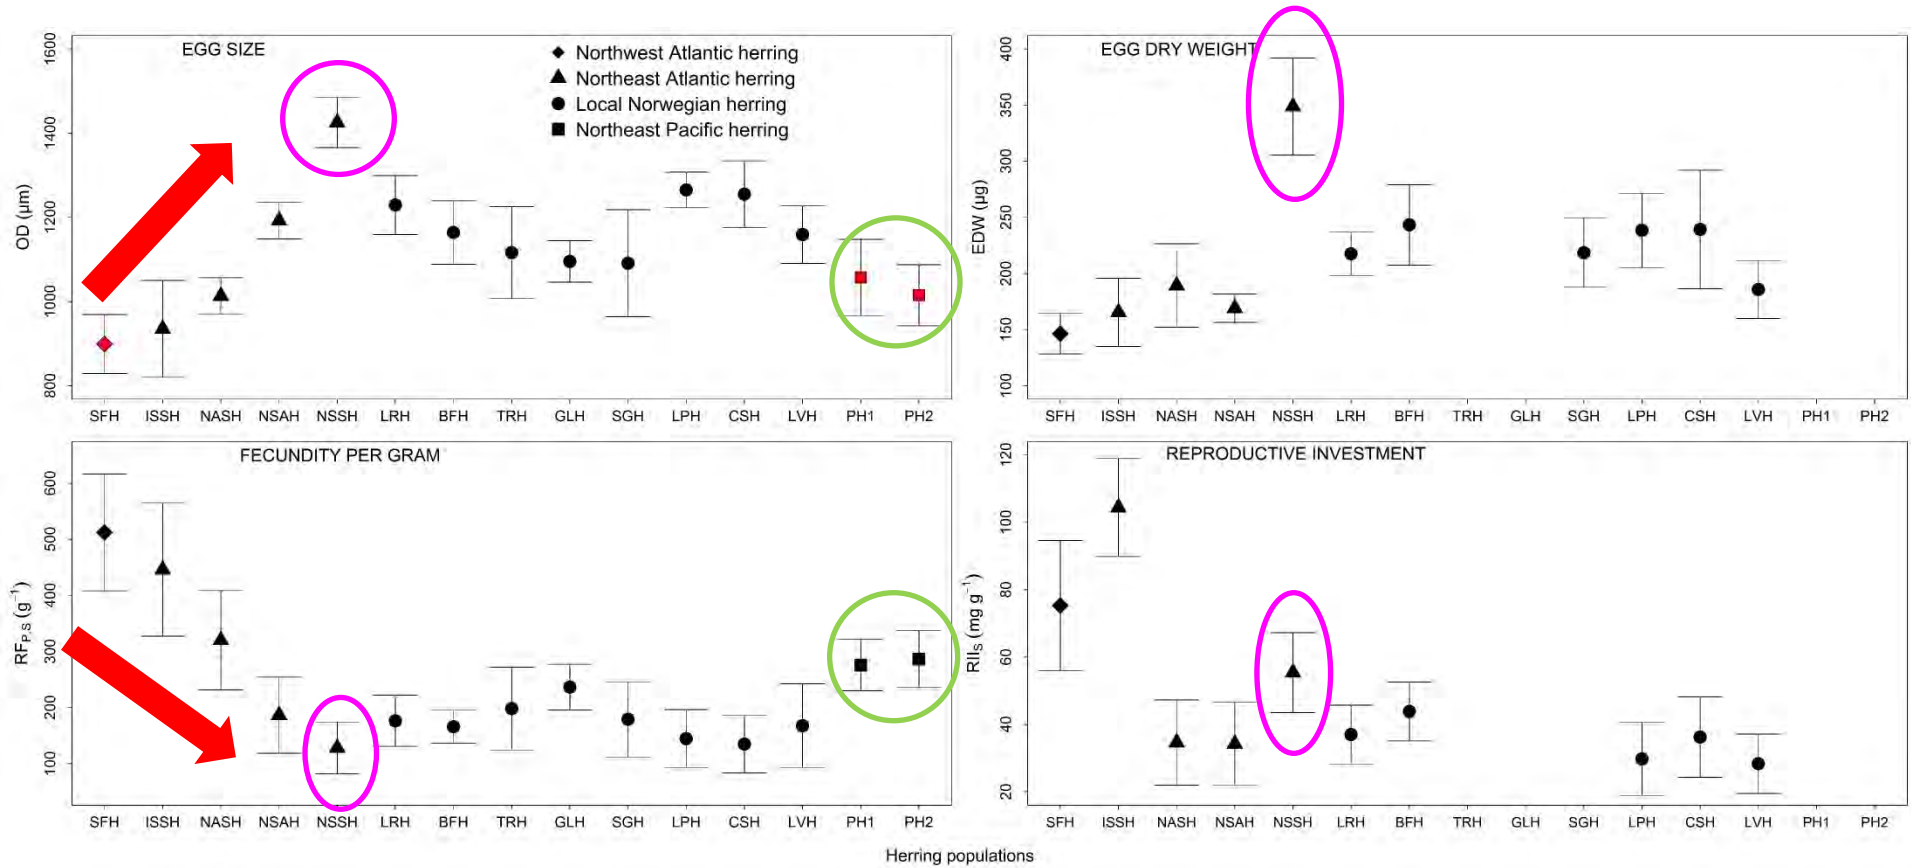 EGG SIZE
Northwest Atlantic herring
Northeast Atlantic herring
Local Norwegian herring
Northeast Pacific herring
OD (µm)
1600
1400
1200
1000
800
SFH ISSH NASH NSAH NSSH LRH BFH TRH GLH SGH LPH CSH LVH PH1 PH2
EGG DRY WEIGHT
EDW (µg)
400
350
300
250
200
150
100
SFH ISSH NASH NSAH NSSH LRH BFH TRH GLH SGH LPH CSH LVH PH1 PH2
FECUNDITY PER GRAM
RF_P,S (g⁻¹)
600
500
400
300
200
100
SFH ISSH NASH NSAH NSSH LRH BFH TRH GLH SGH LPH CSH LVH PH1 PH2
REPRODUCTIVE INVESTMENT
RII_S (mg g⁻¹)
120
100
80
60
40
20
SFH ISSH NASH NSAH NSSH LRH BFH TRH GLH SGH LPH CSH LVH PH1 PH2
Herring populations